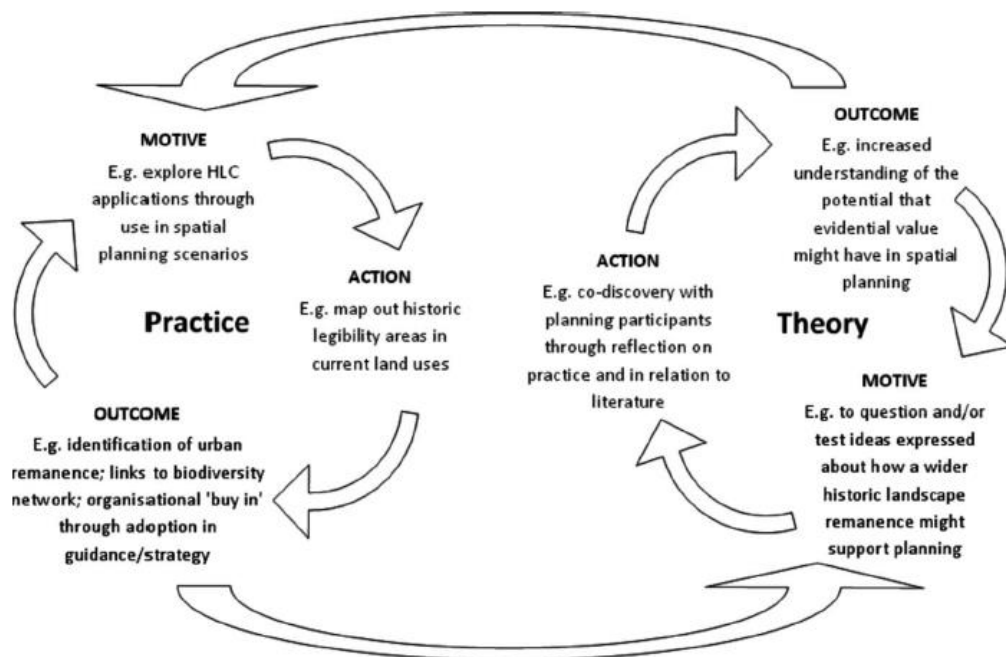 MOTIVE
E.g. explore HLC
applications through
use in spatial
planning scenarios
Practice
ACTION
E.g. map out historic
legibility areas in
current land uses
OUTCOME
E.g. identification of urban
remanence; links to biodiversity
network; organisational 'buy in'
through adoption in
guidance/strategy
OUTCOME
E.g. increased
understanding of the
potential that
evidential value
might have in spatial
planning
Theory
ACTION
E.g. co-discovery with
planning participants
through reflection on
practice and in relation to
literature
MOTIVE
E.g. to question and/or
test ideas expressed
about how a wider
historic landscape
remanence might
support planning